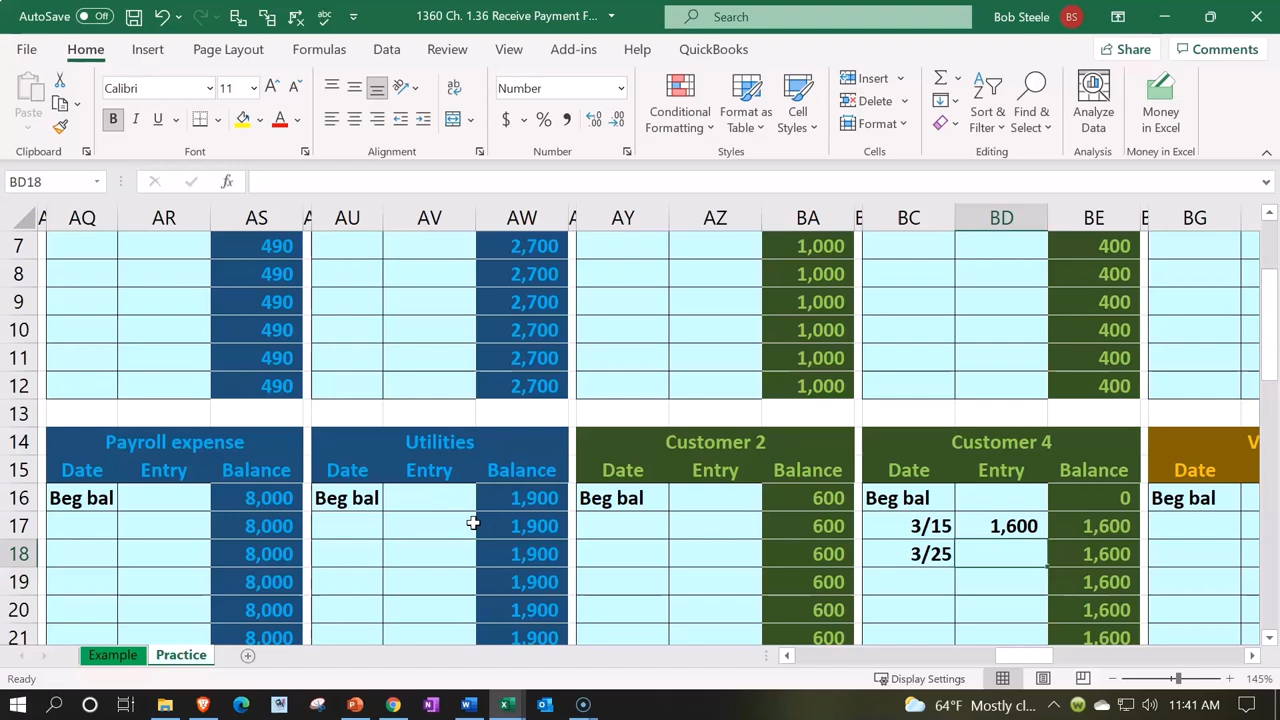 AutoSave Off 1360 Ch. 1.36 Receive Payment F... Search Bob Steele BS
File Home Insert Page Layout Formulas Data Review View Add-ins Help QuickBooks Share Comments
Paste Calibri 11 Number Conditional Formatting Format as Table Cell Styles Insert Delete Format Sort & Filter Find & Select Analyze Data Money in Excel
Clipboard Font Alignment Number Styles Cells Editing Analysis Money in Excel
BD18 fx
AQ AR AS AU AV AW AY AZ BA BC BD BE BG
7 490 2,700 1,000 400
8 490 2,700 1,000 400
9 490 2,700 1,000 400
10 490 2,700 1,000 400
11 490 2,700 1,000 400
12 490 2,700 1,000 400
13
14 Payroll expense Utilities Customer 2 Customer 4 V
15 Date Entry Balance Date Entry Balance Date Entry Balance Date Entry Balance Date
16 Beg bal 8,000 Beg bal 1,900 Beg bal 600 Beg bal 0 Beg bal
17 8,000 1,900 600 3/15 1,600 1,600
18 8,000 1,900 600 3/25 1,600
19 8,000 1,900 600 1,600
20 8,000 1,900 600 1,600
21 8,000 1,900 600 1,600
Example Practice
Ready Display Settings 145%
64°F Mostly cl... 11:41 AM